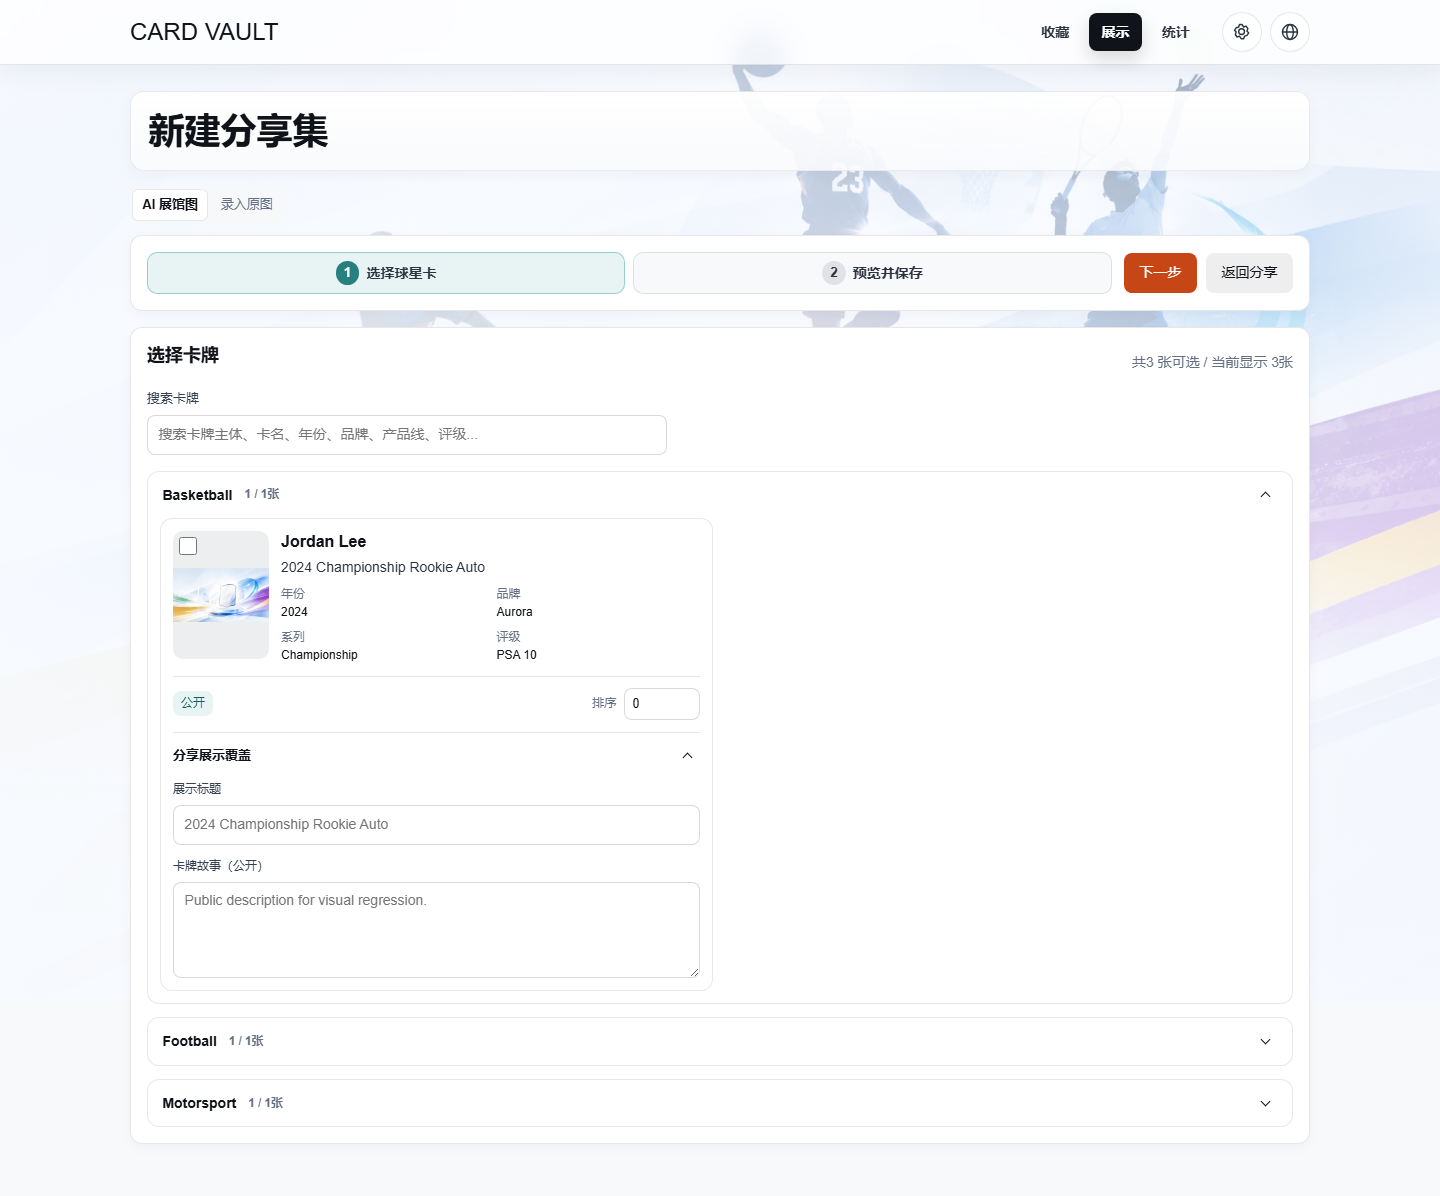 CARD VAULT
收藏
展示
统计
新建分享集
23
AI 展馆图
录入原图
1 选择球星卡
2 预览并保存
下一步
返回分享
选择卡牌
共3 张可选 / 当前显示 3张
搜索卡牌
搜索卡牌主体、卡名、年份、品牌、产品线、评级...
Basketball 1 / 1张
Jordan Lee
2024 Championship Rookie Auto
年份
2024
品牌
Aurora
系列
Championship
评级
PSA 10
公开
排序 0
分享展示覆盖
展示标题
2024 Championship Rookie Auto
卡牌故事（公开）
Public description for visual regression.
Football 1 / 1张
Motorsport 1 / 1张